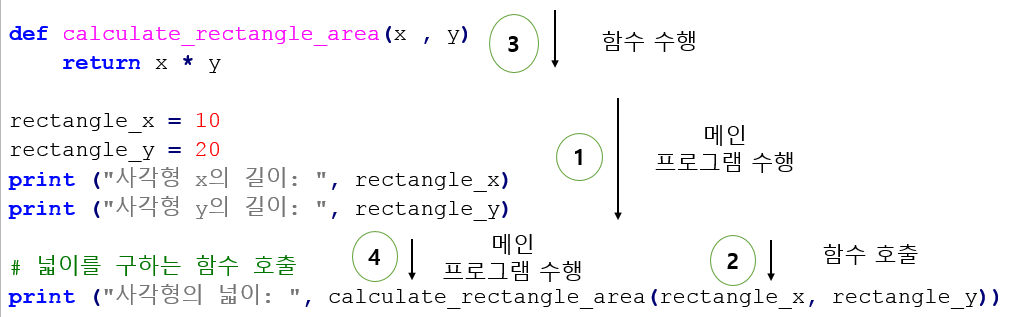 def calculate_rectangle_area(x , y)
return x * y
③ 함수 수행
rectangle_x = 10
rectangle_y = 20
print ("사각형 x의 길이: ", rectangle_x)
print ("사각형 y의 길이: ", rectangle_y)
1
메인
프로그램 수행
# 넓이를 구하는 함수 호출
4
메인
프로그램 수행
2
함수 호출
print ("사각형의 넓이: ", calculate_rectangle_area(rectangle_x, rectangle_y))